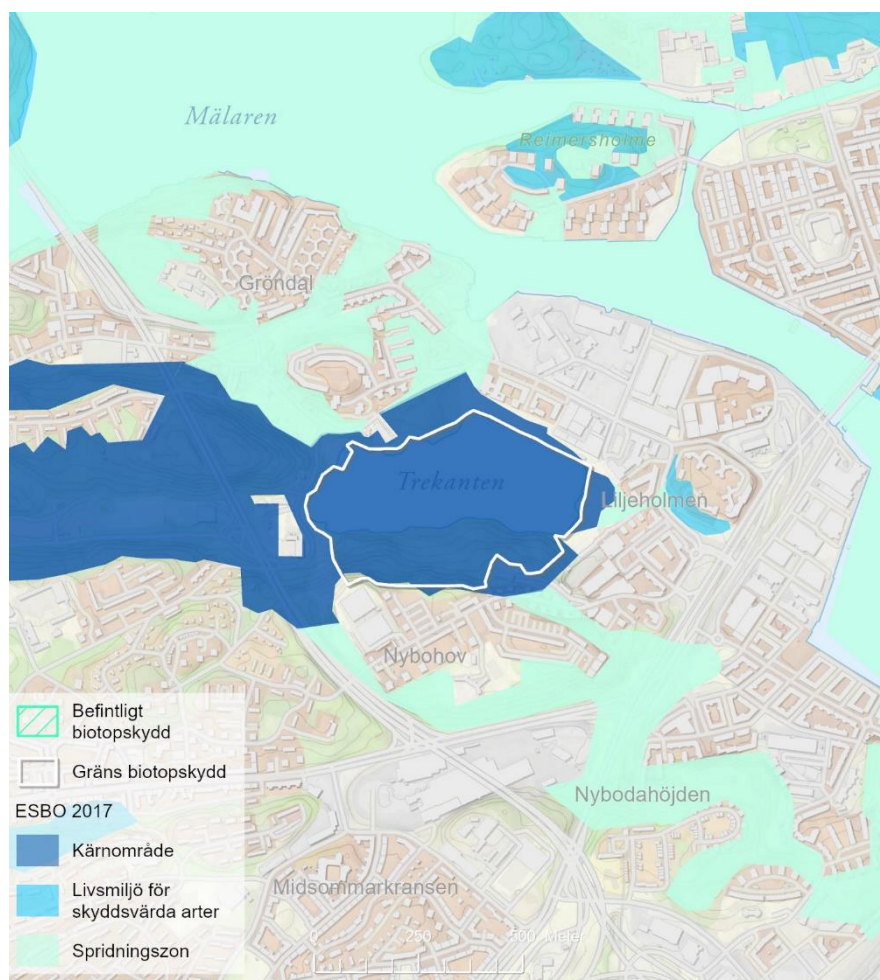 Mälaren
Reimersholme
Gröndal
Trekanten
Liljeholmen
Nybohov
Nybodahöjden
Midsommarkransen
Befintligt
biotopskydd
Gräns biotopskydd
ESBO 2017
Kärnområde
Livsmiljö för
skyddsvärda arter
Spridningszon
0 250 500 Meter